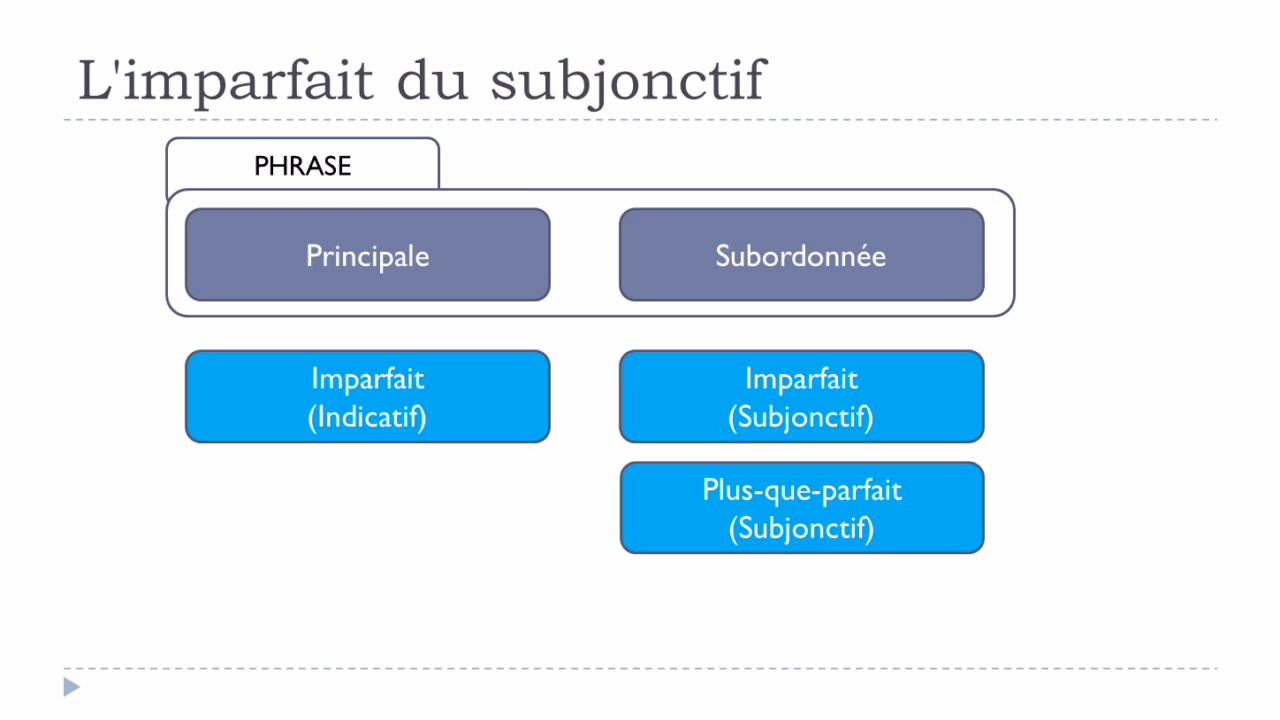 L'imparfait du subjonctif
PHRASE
Principale
Subordonnée
Imparfait
(Indicatif)
Imparfait
(Subjonctif)
Plus-que-parfait
(Subjonctif)